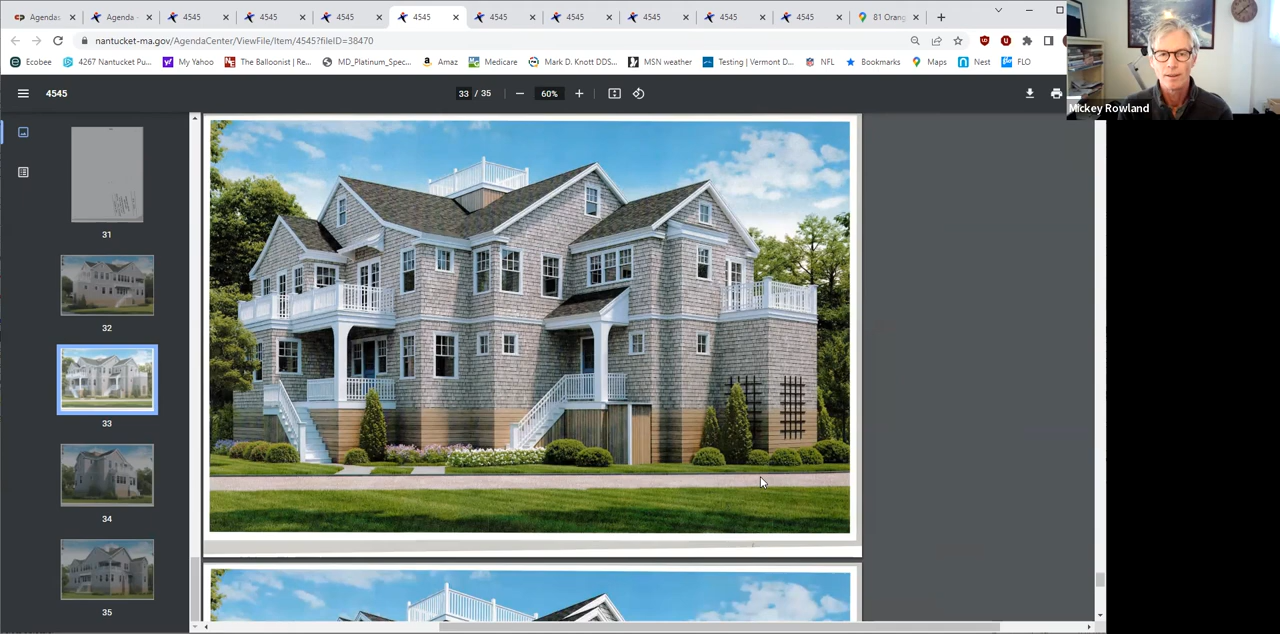 Agendas
Agenda -
4545
4545
4545
4545
4545
4545
4545
4545
4545
81 Orang
nantucket-ma.gov/AgendaCenter/ViewFile/Item/4545?fileID=38470
Ecobee
4267 Nantucket Pu...
My Yahoo
The Balloonist | Re...
MD_Platinum_Spec...
Amaz
Medicare
Mark D. Knott DDS...
MSN weather
Testing | Vermont D...
NFL
Bookmarks
Maps
Nest
FLO
4545
33 / 35
60%
Mickey Rowland
31
32
33
34
35